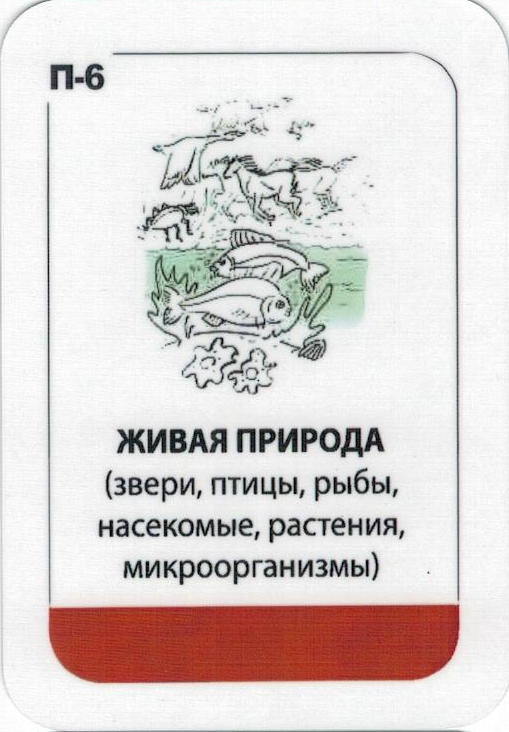 П-6
ЖИВАЯ ПРИРОДА
(звери, птицы, рыбы,
насекомые, растения,
микроорганизмы)